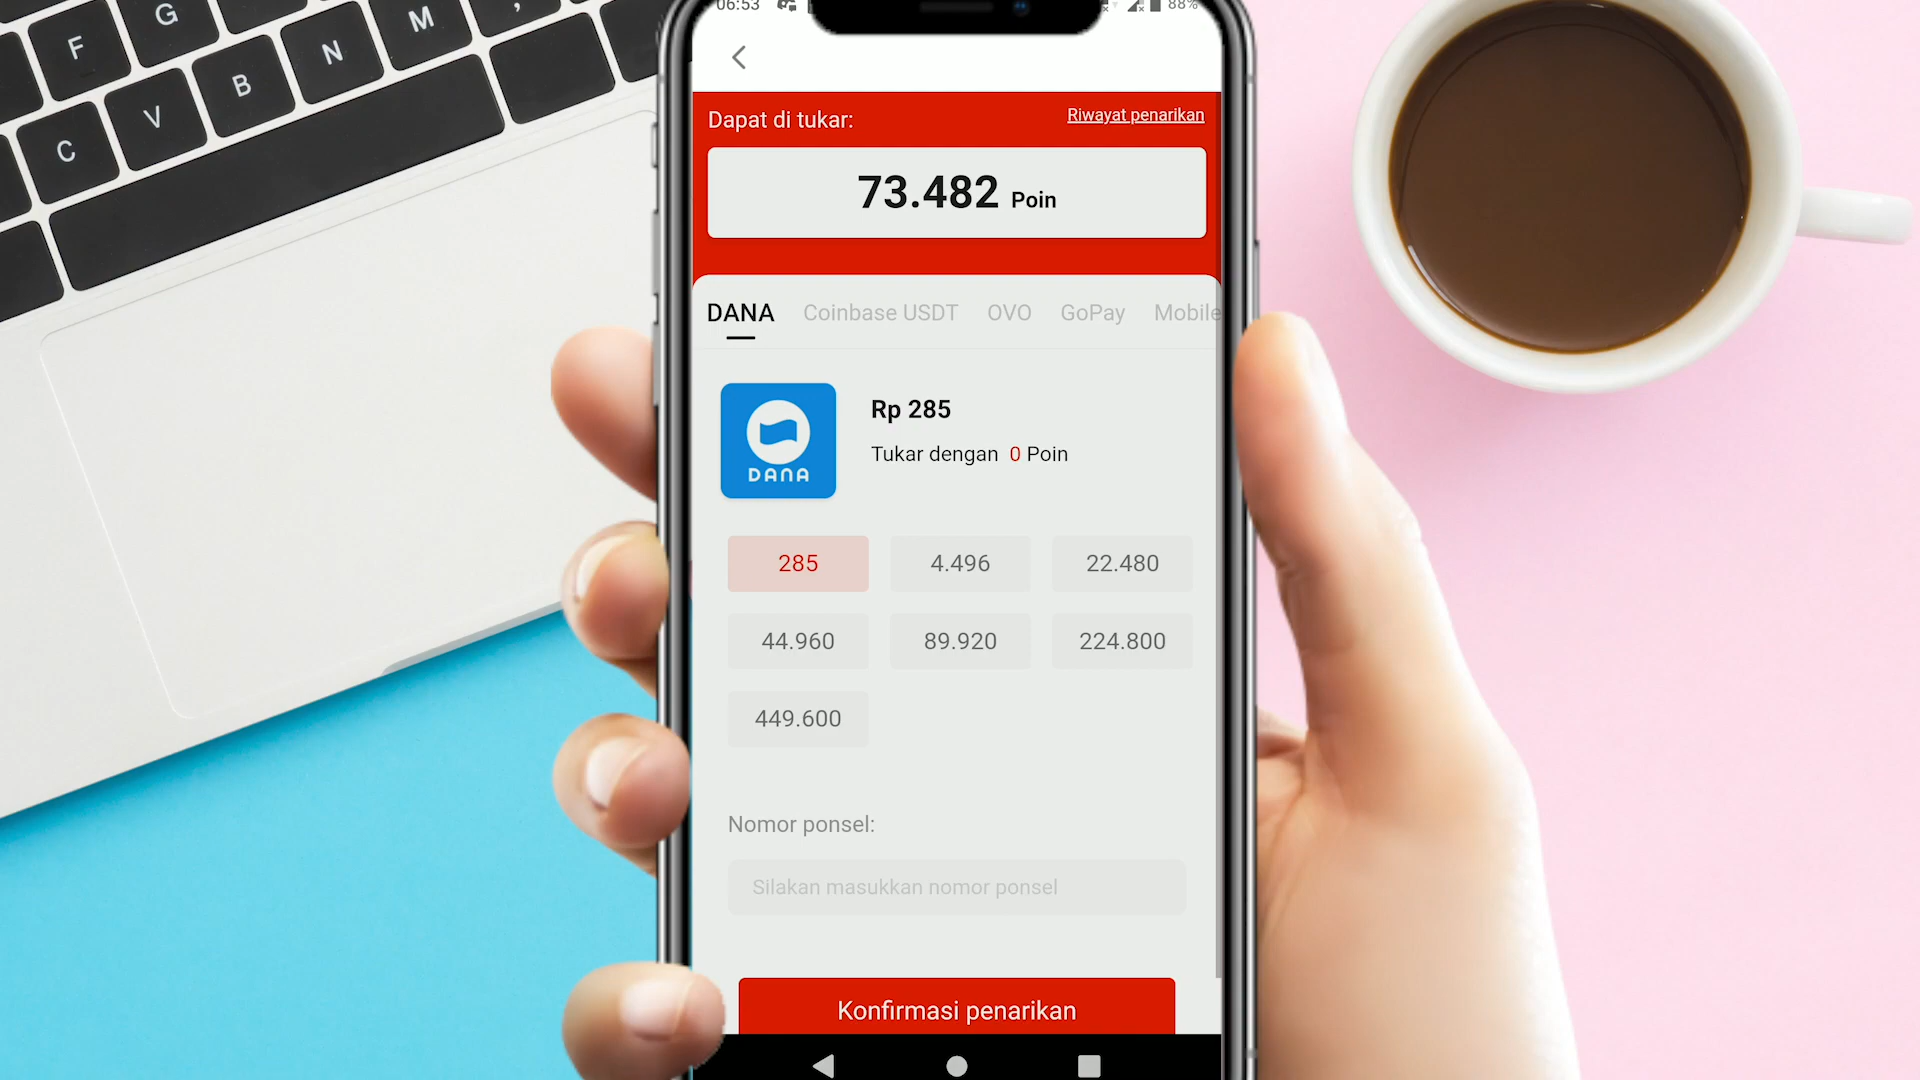 F
G
M
N
B
V
C
06:53
88%
Dapat di tukar:
Riwayat penarikan
73.482 Poin
DANA Coinbase USDT OVO GoPay Mobile
Rp 285
Tukar dengan 0 Poin
DANA
285 4.496 22.480
44.960 89.920 224.800
449.600
Nomor ponsel:
Silakan masukkan nomor ponsel
Konfirmasi penarikan